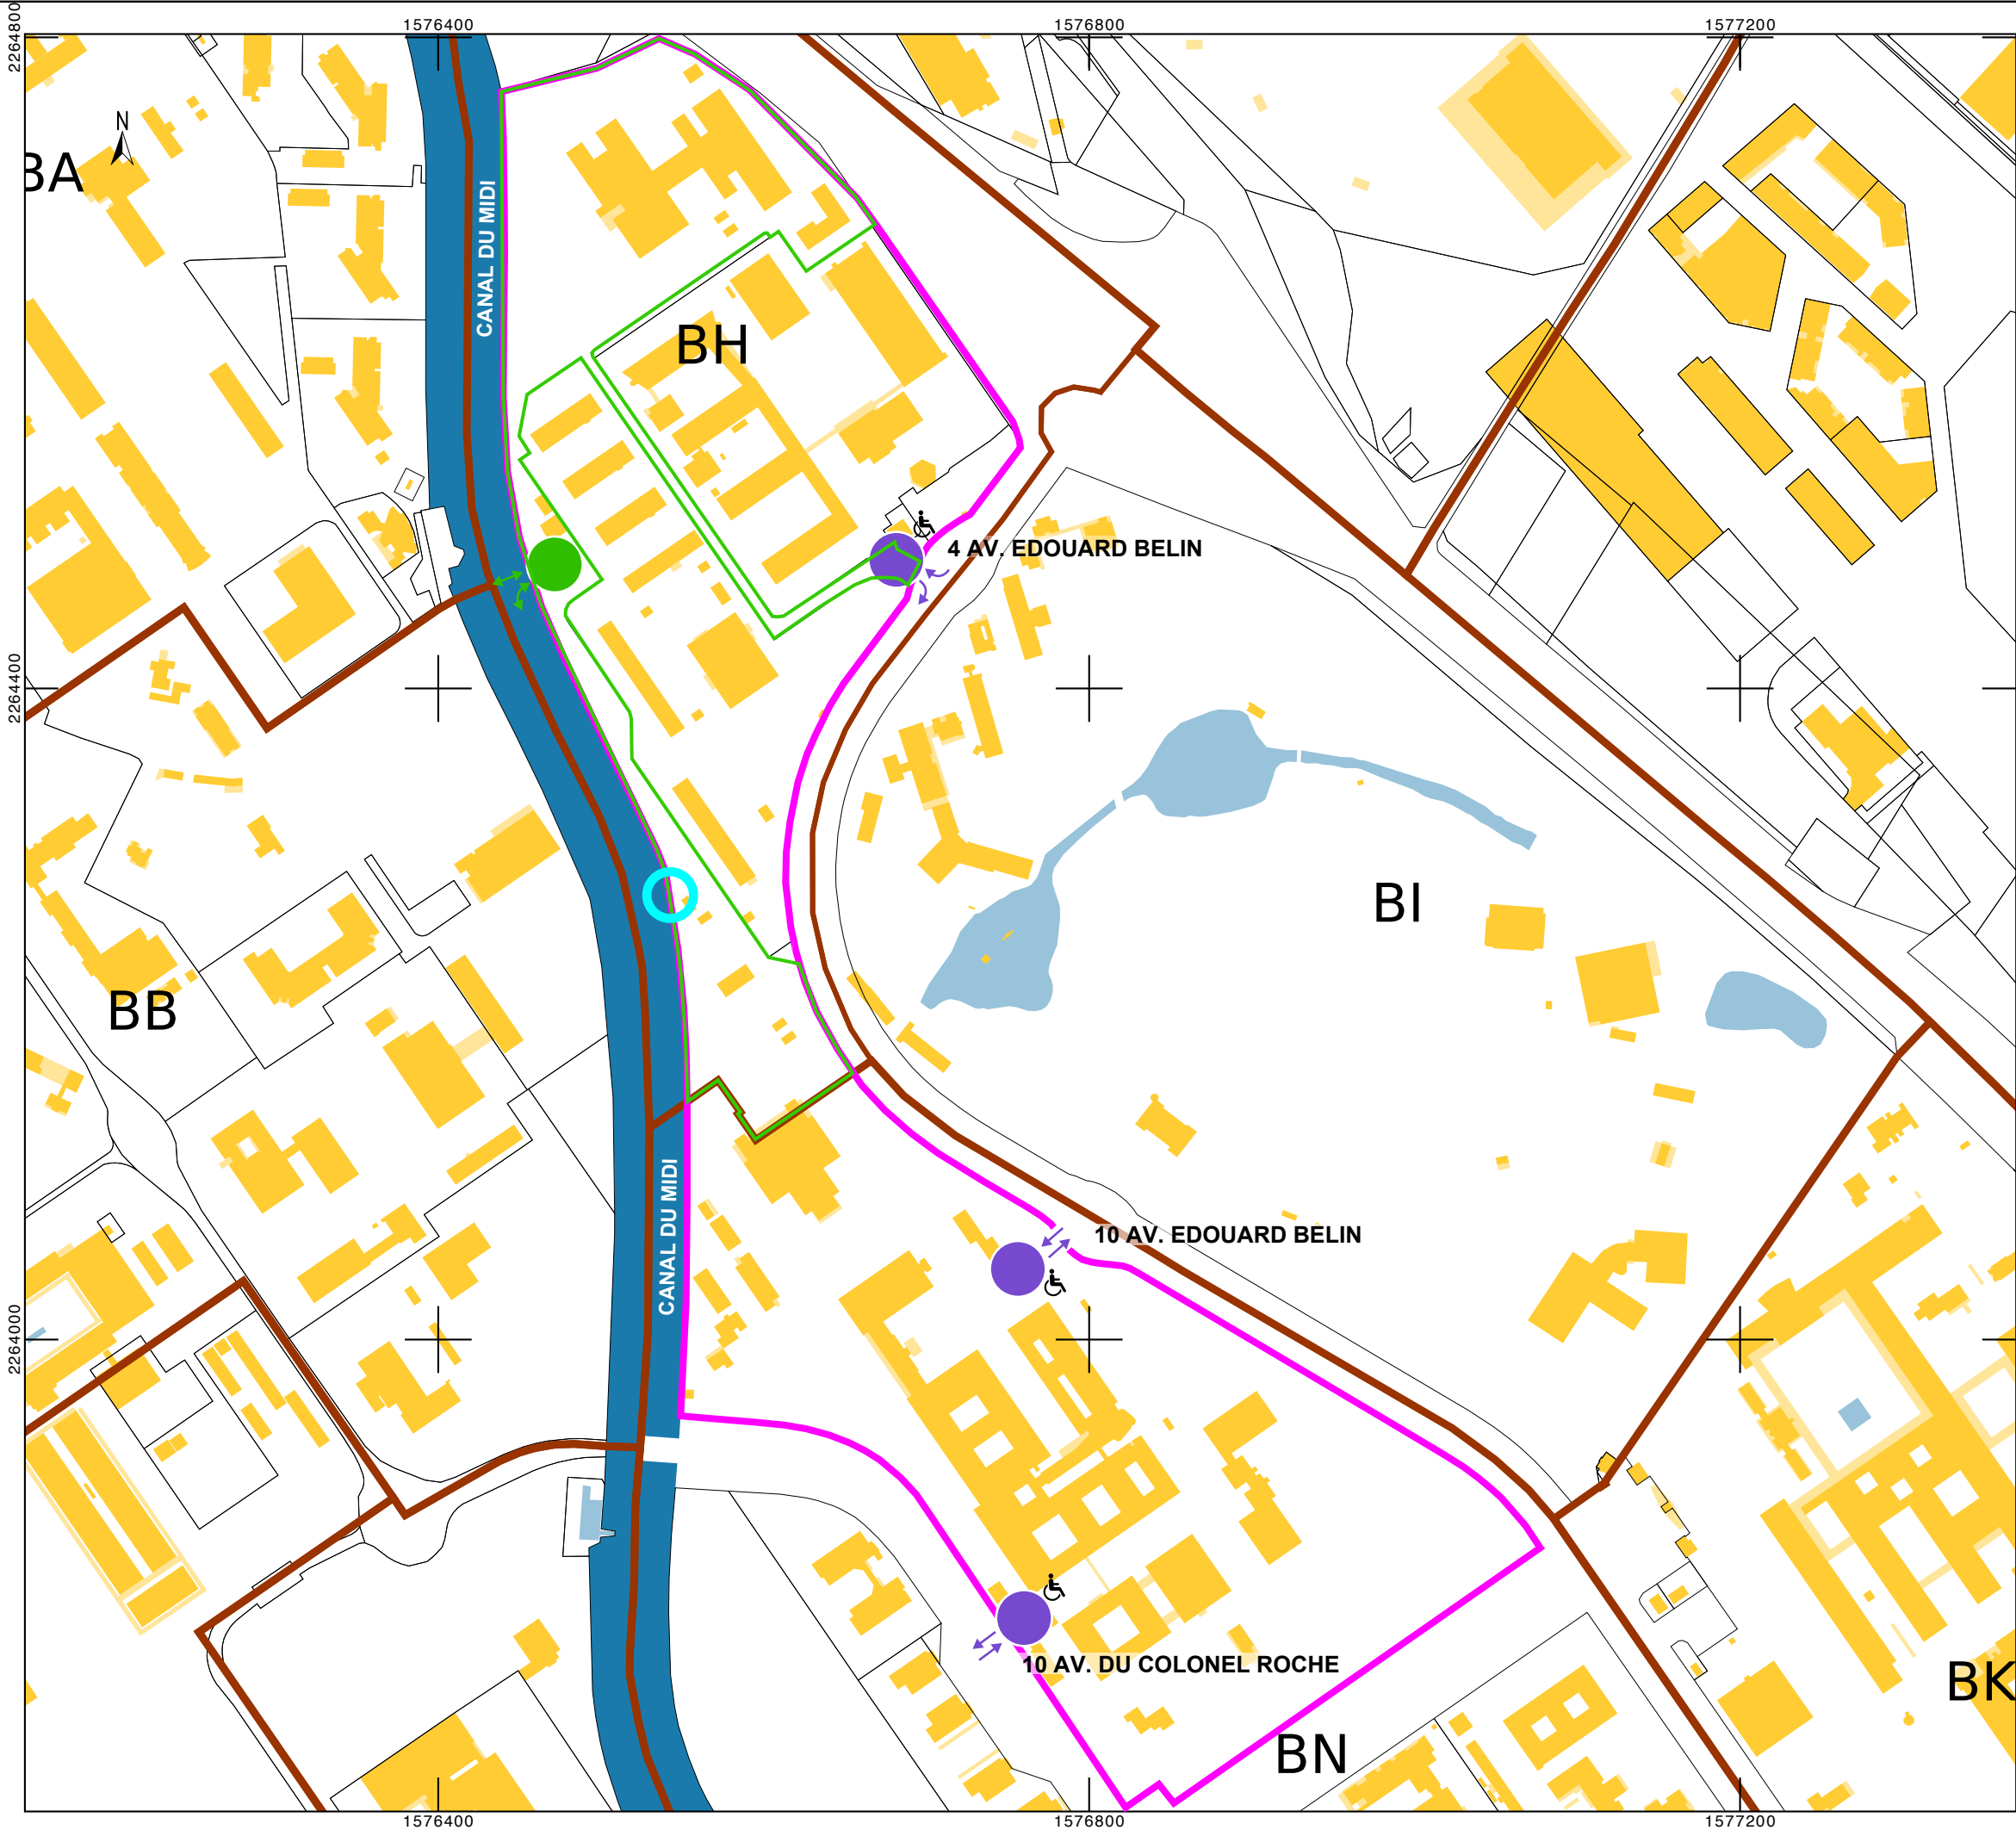 1576400
1576800
1577200
2264800
N
BA
CANAL DU MIDI
BH
4 AV. EDOUARD BELIN
2264400
BI
BB
CANAL DU MIDI
10 AV. EDOUARD BELIN
2264000
10 AV. DU COLONEL ROCHE
BK
BN
1576400
1576800
1577200